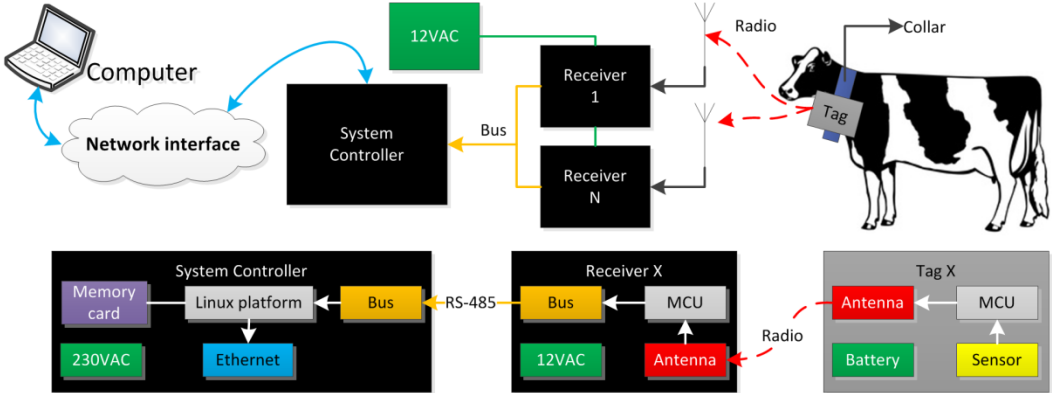 Computer
Network interface
12VAC
System
Controller
Bus
Receiver
1
Receiver
N
Radio
Collar
Tag
System Controller
Memory
card
Linux platform
Bus
230VAC
Ethernet
RS-485
Receiver X
Bus
MCU
12VAC
Antenna
Radio
Tag X
Antenna
MCU
Battery
Sensor